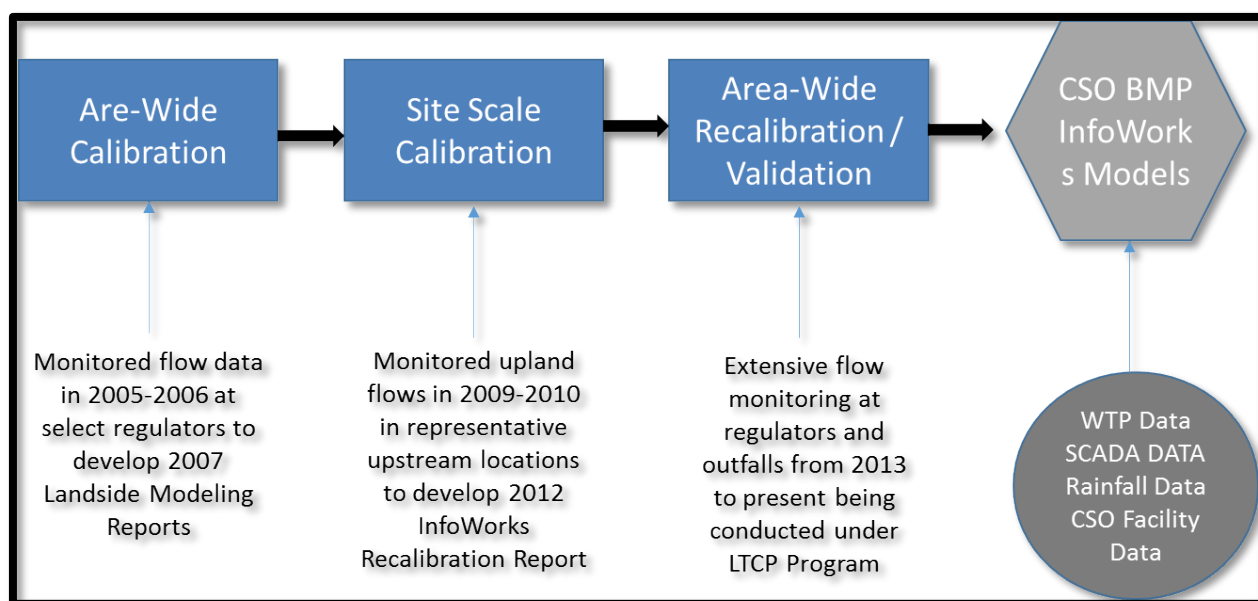 Are-Wide
Calibration
Site Scale
Calibration
Area-Wide
Recalibration /
Validation
CSO BMP
InfoWork
s Models
Monitored flow data
in 2005-2006 at
select regulators to
develop 2007
Landside Modeling
Reports
Monitored upland
flows in 2009-2010
in representative
upstream locations
to develop 2012
InfoWorks
Recalibration Report
Extensive flow
monitoring at
regulators and
outfalls from 2013
to present being
conducted under
LTCP Program
WTP Data
SCADA DATA
Rainfall Data
CSO Facility
Data